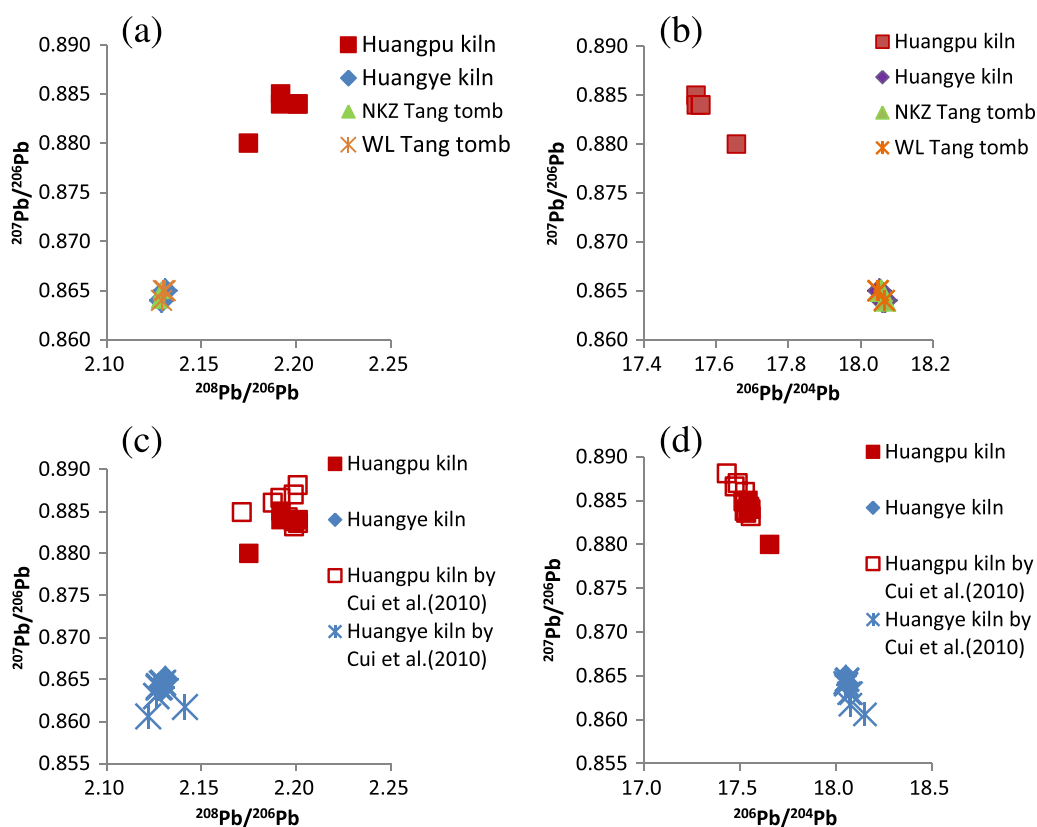 (a)
0.890
0.885
0.880
0.875
0.870
0.865
0.860
²⁰⁷Pb/²⁰⁶Pb
2.10 2.15 2.20 2.25
²⁰⁸Pb/²⁰⁶Pb
Huangpu kiln
Huangye kiln
NKZ Tang tomb
WL Tang tomb
(b)
0.890
0.885
0.880
0.875
0.870
0.865
0.860
²⁰⁷Pb/²⁰⁶Pb
17.4 17.6 17.8 18.0 18.2
²⁰⁶Pb/²⁰⁴Pb
Huangpu kiln
Huangye kiln
NKZ Tang tomb
WL Tang tomb
(c)
0.890
0.885
0.880
0.875
0.870
0.865
0.860
0.855
²⁰⁷Pb/²⁰⁶Pb
2.10 2.15 2.20 2.25
²⁰⁸Pb/²⁰⁶Pb
Huangpu kiln
Huangye kiln
Huangpu kiln by
Cui et al.(2010)
Huangye kiln by
Cui et al.(2010)
(d)
0.890
0.885
0.880
0.875
0.870
0.865
0.860
0.855
²⁰⁷Pb/²⁰⁶Pb
17.0 17.5 18.0 18.5
²⁰⁶Pb/²⁰⁴Pb
Huangpu kiln
Huangye kiln
Huangpu kiln by
Cui et al.(2010)
Huangye kiln by
Cui et al.(2010)